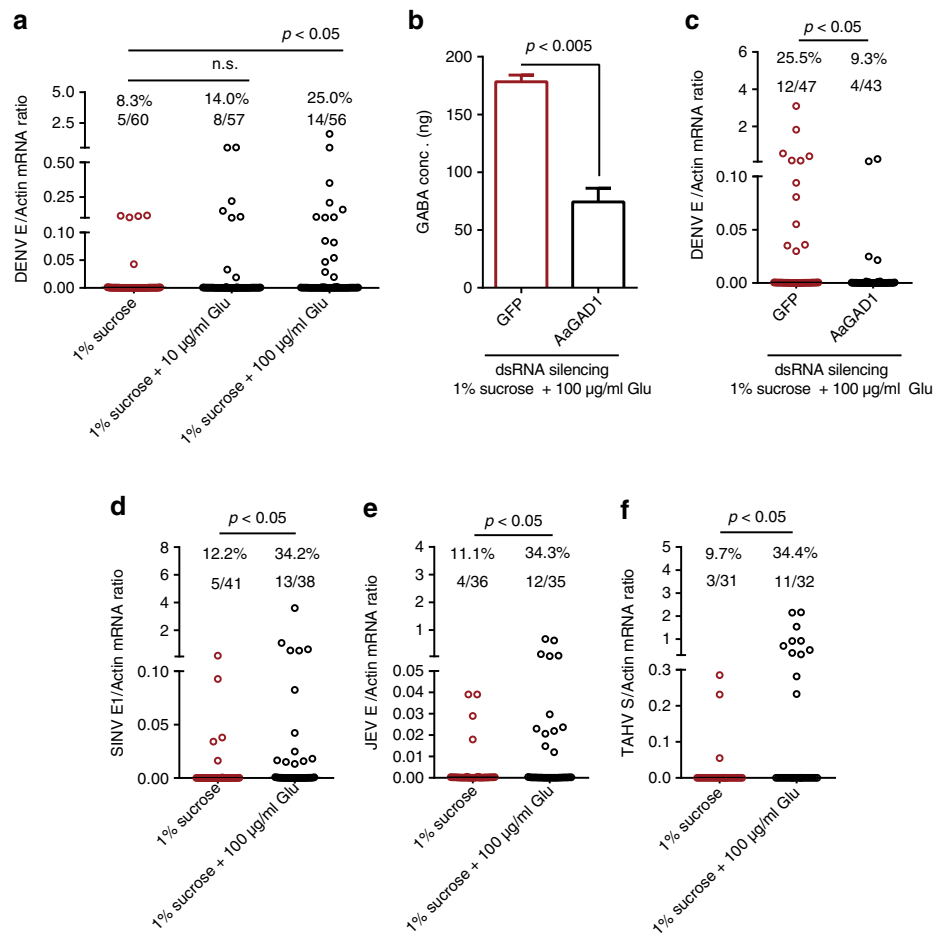 a
p < 0.05
n.s.
8.3% 14.0% 25.0%
5/60 8/57 14/56
DENV E/Actin mRNA ratio
5.0
2.5
0.50
0.25
0.10
0.05
0.00
1% sucrose
1% sucrose + 10 µg/ml Glu
1% sucrose + 100 µg/ml Glu
b
p < 0.005
GABA conc . (ng)
200
150
100
50
0
GFP
AaGAD1
dsRNA silencing
1% sucrose + 100 µg/ml Glu
c
p < 0.05
25.5% 9.3%
12/47 4/43
DENV E /Actin mRNA ratio
6
4
2
0.10
0.05
0.00
GFP
AaGAD1
dsRNA silencing
1% sucrose + 100 µg/ml Glu
d
p < 0.05
12.2% 34.2%
5/41 13/38
SINV E1/Actin mRNA ratio
8
6
4
2
0.10
0.05
0.00
1% sucrose
1% sucrose + 100 µg/ml Glu
e
p < 0.05
11.1% 34.3%
4/36 12/35
JEV E /Actin mRNA ratio
4
3
2
1
0.05
0.04
0.03
0.02
0.01
0.00
1% sucrose
1% sucrose + 100 µg/ml Glu
f
p < 0.05
9.7% 34.4%
3/31 11/32
TAHV S/Actin mRNA ratio
5
4
3
2
1
0.3
0.2
0.1
0.0
1% sucrose
1% sucrose + 100 µg/ml Glu